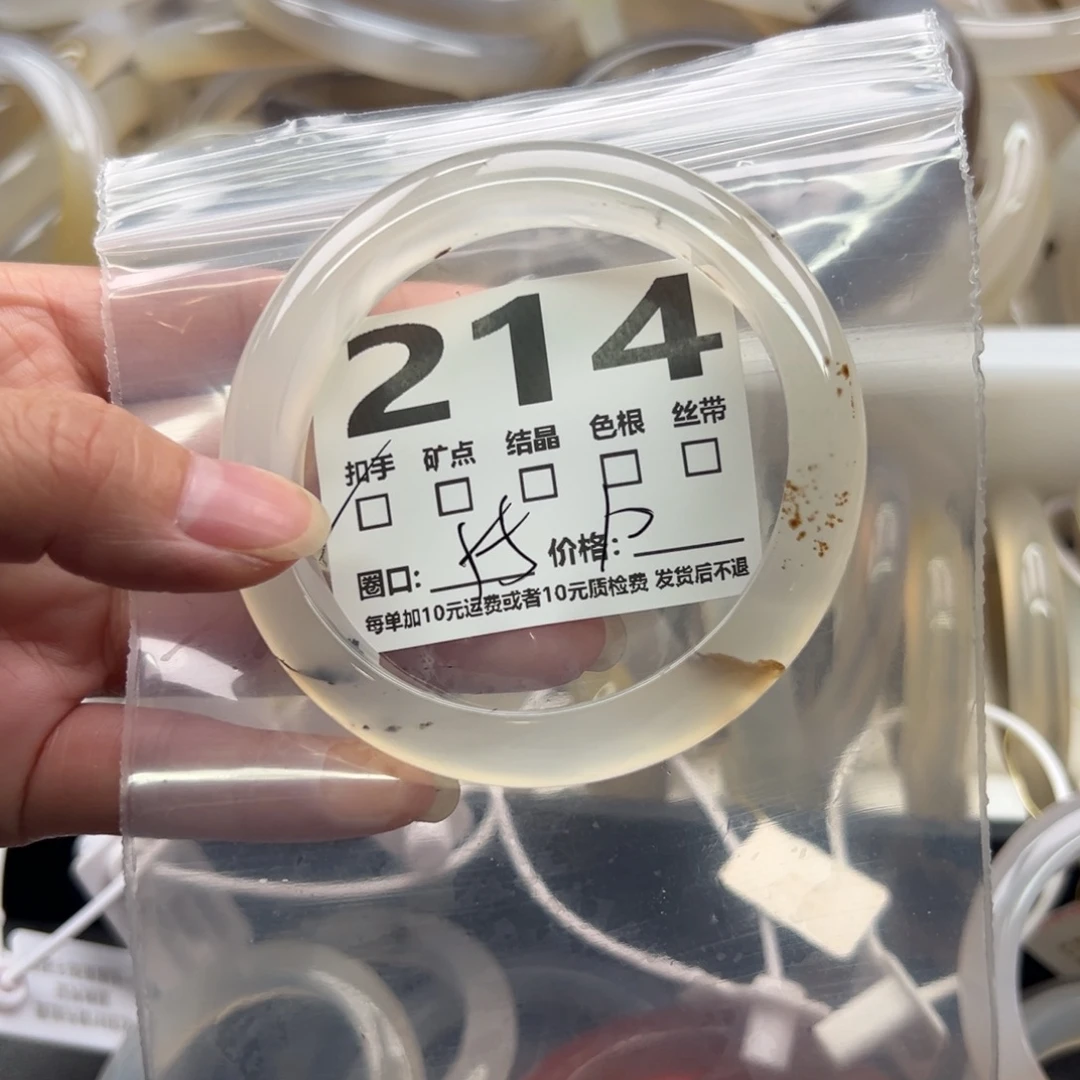 214
扣手 矿点 结晶 色根 丝带
圈口: 价格:
每单加10元运费或者10元质检费 发货后不退